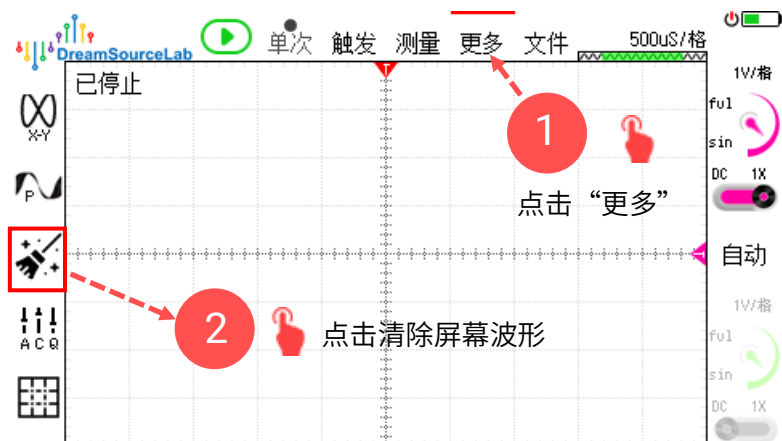 DreamSourceLab
单次 触发 测量 更多 文件 500uS/格
已停止
T
1V/格
ful
sin
DC 1X
X-Y
P
1
点击“更多”
自动
2
点击清除屏幕波形
A C Q
1V/格
ful
sin
DC 1X